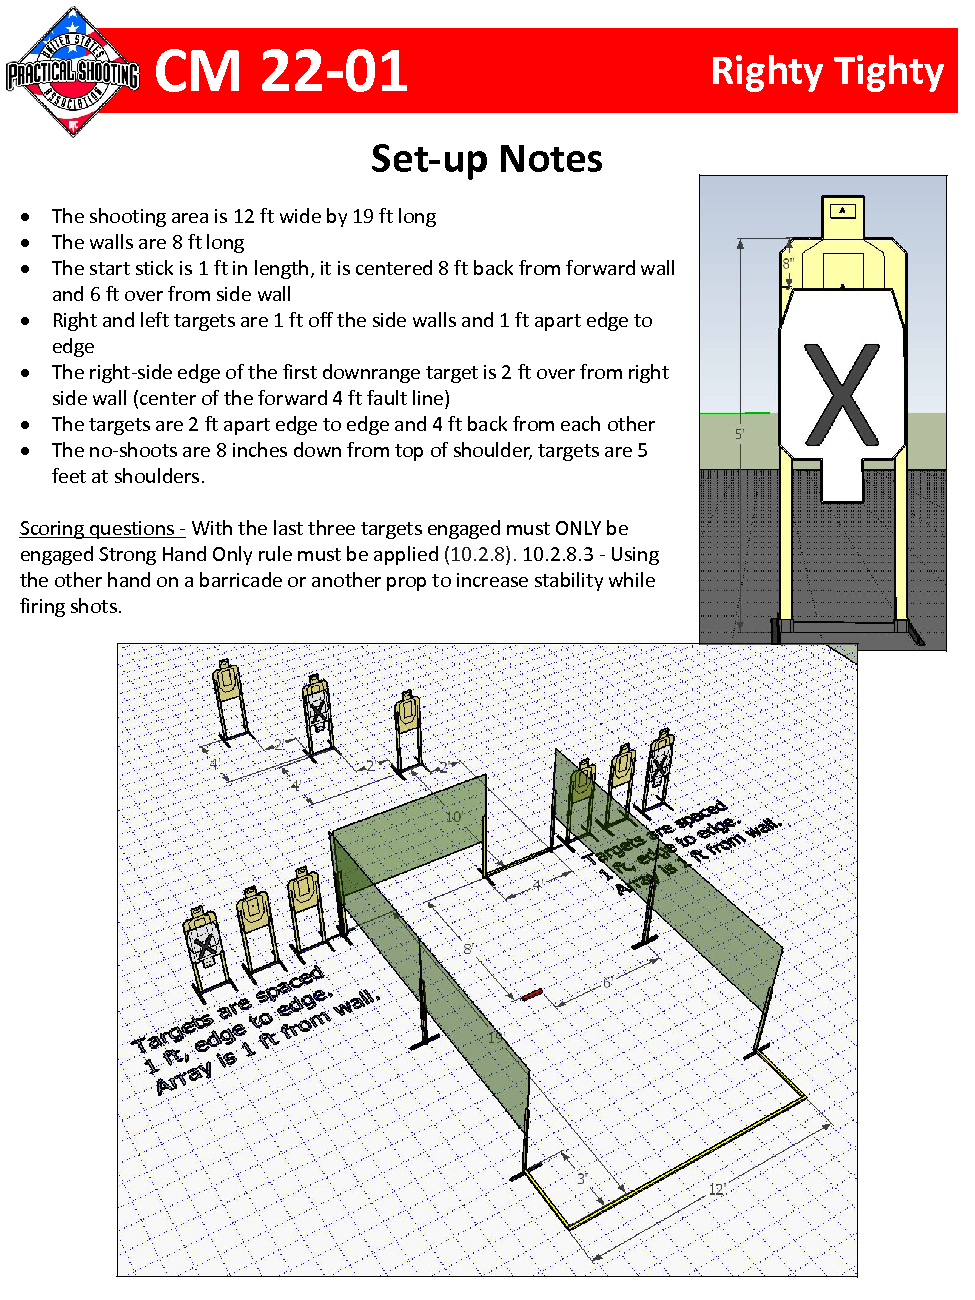 UNITED STATES
PRACTICAL SHOOTING
ASSOCIATION
CM 22-01
Righty Tighty
Set-up Notes
• The shooting area is 12 ft wide by 19 ft long
• The walls are 8 ft long
• The start stick is 1 ft in length, it is centered 8 ft back from forward wall
and 6 ft over from side wall
• Right and left targets are 1 ft off the side walls and 1 ft apart edge to
edge
• The right-side edge of the first downrange target is 2 ft over from right
side wall (center of the forward 4 ft fault line)
• The targets are 2 ft apart edge to edge and 4 ft back from each other
• The no-shoots are 8 inches down from top of shoulder, targets are 5
feet at shoulders.
Scoring questions - With the last three targets engaged must ONLY be
engaged Strong Hand Only rule must be applied (10.2.8). 10.2.8.3 - Using
the other hand on a barricade or another prop to increase stability while
firing shots.
A
8"
A
X
5'
X
X
2'
4'
2'
4'
2'
10
Targets are spaced
1 ft, edge to edge.
Array is 1 ft from wall.
4'
8'
6'
X
Targets are spaced
1 ft, edge to edge.
Array is 1 ft from wall.
19'
3'
12'